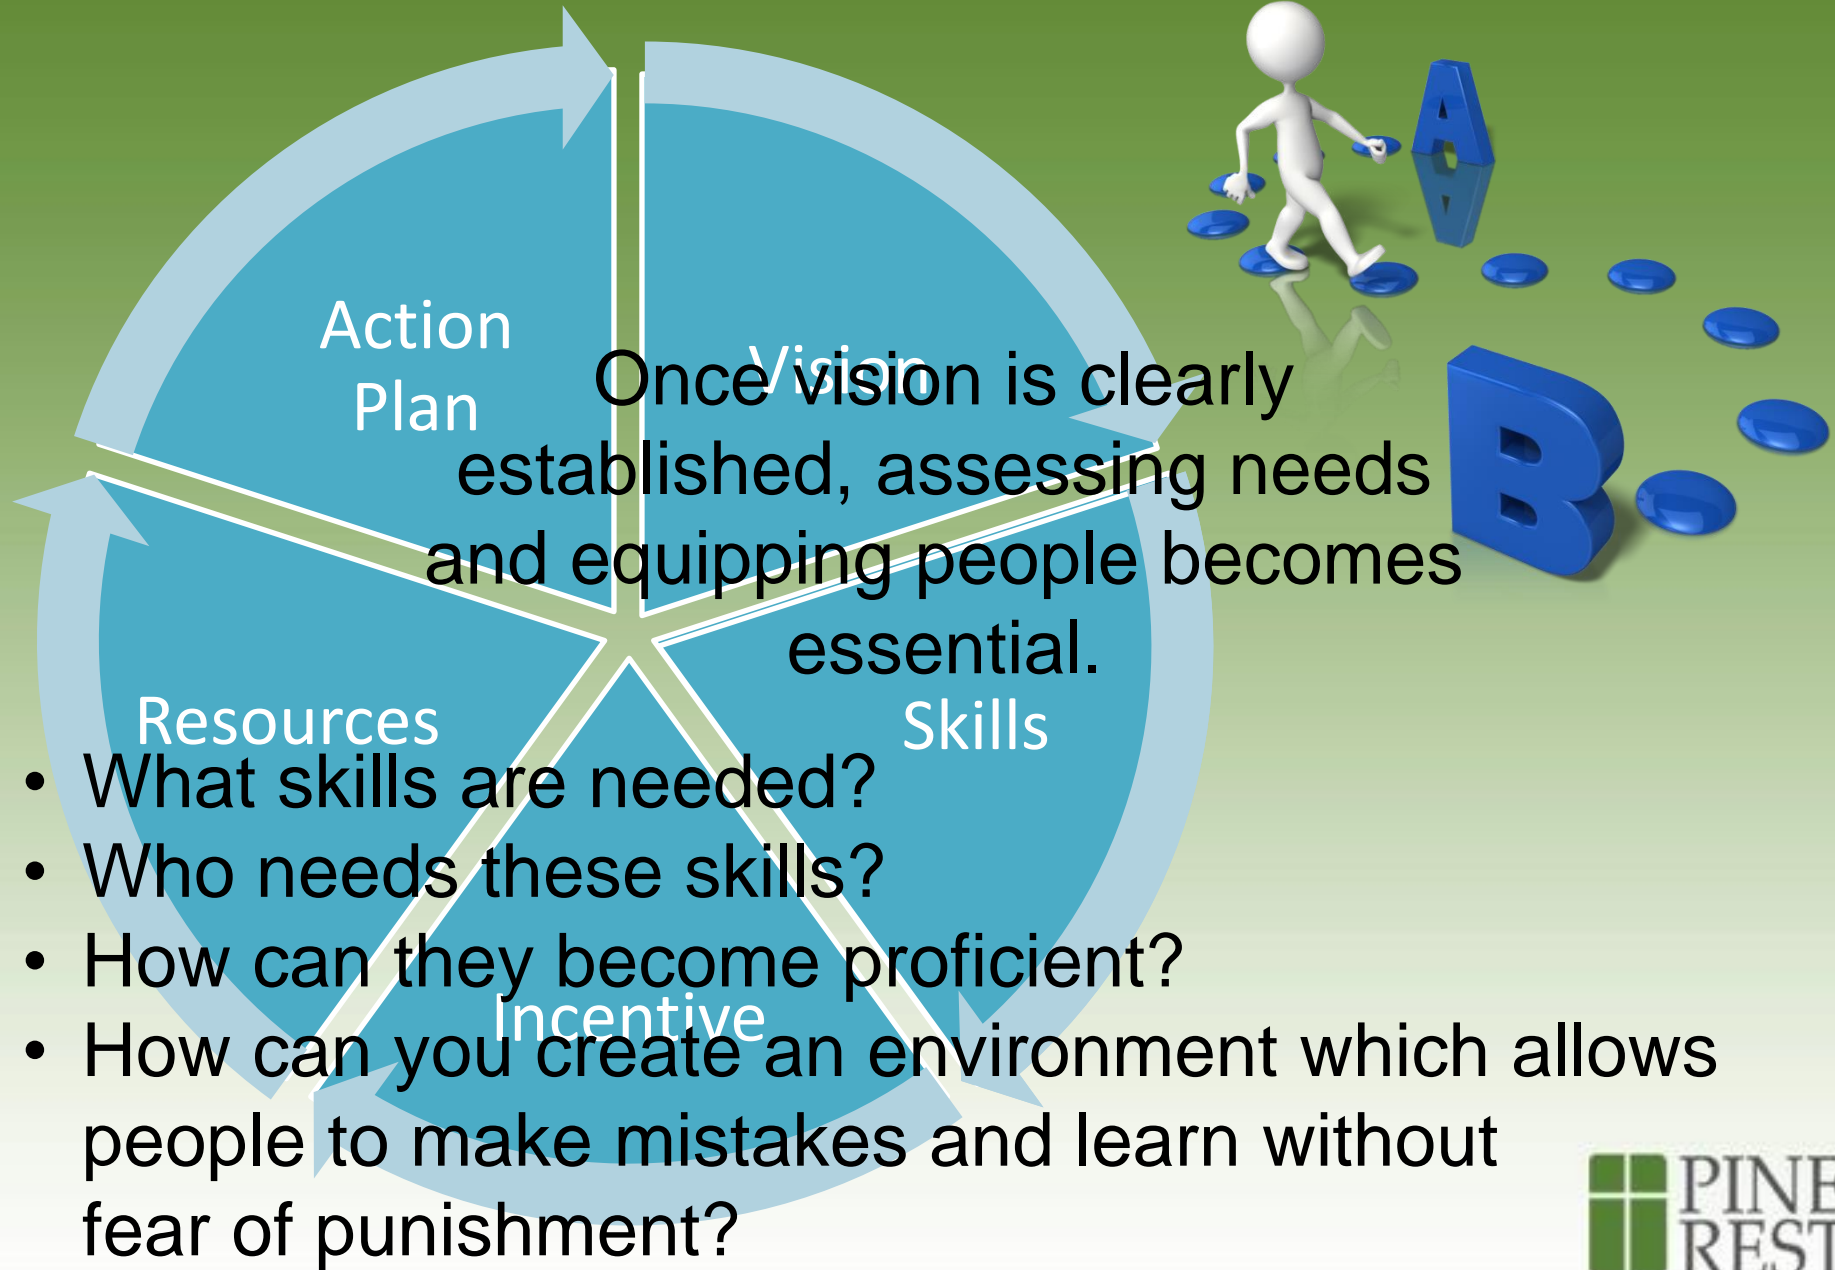 A
A
B
Action
Plan
Vision
Once vision is clearly
established, assessing needs
and equipping people becomes
essential.
Resources
Skills
• What skills are needed?
• Who needs these skills?
• How can they become proficient?
Incentive
• How can you create an environment which allows
people to make mistakes and learn without
fear of punishment?
PINE
REST